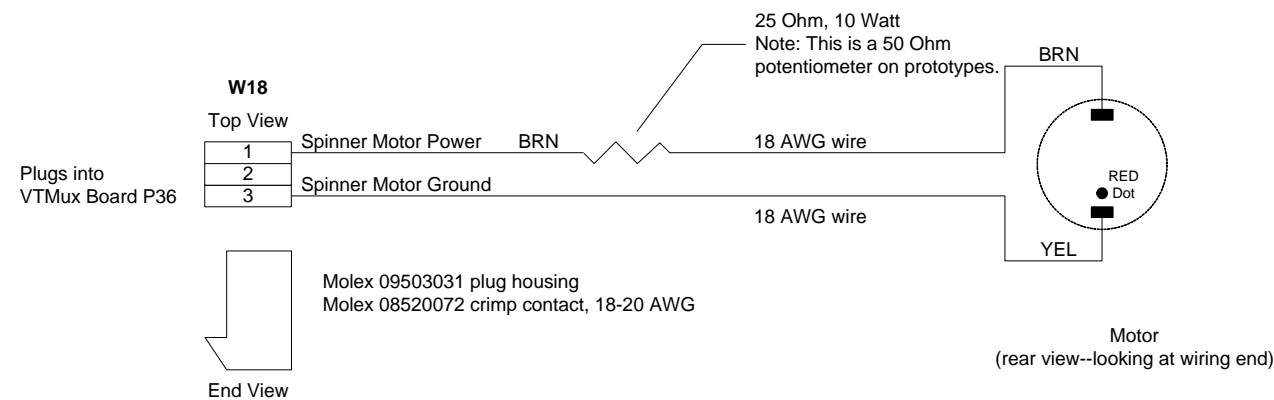 25 Ohm, 10 Watt
Note: This is a 50 Ohm
potentiometer on prototypes.
BRN
W18
Top View
1
Spinner Motor Power
BRN
18 AWG wire
2
3
Spinner Motor Ground
18 AWG wire
Plugs into
VTMux Board P36
RED
Dot
YEL
Molex 09503031 plug housing
Molex 08520072 crimp contact, 18-20 AWG
End View
Motor
(rear view--looking at wiring end)